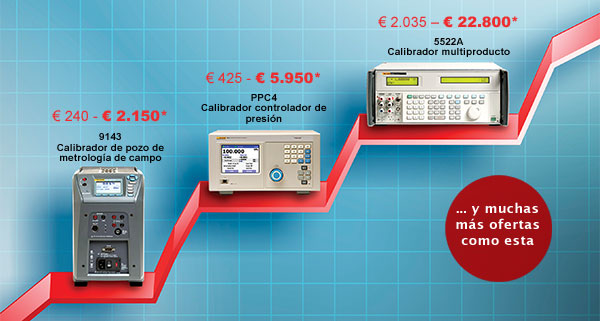 € 2.035 – € 22.800*
5522A
Calibrador multiproducto
€ 425 - € 5.950*
PPC4
Calibrador controlador de
presión
€ 240 - € 2.150*
9143
Calibrador de pozo de
metrología de campo
100.000
... y muchas
más ofertas
como esta